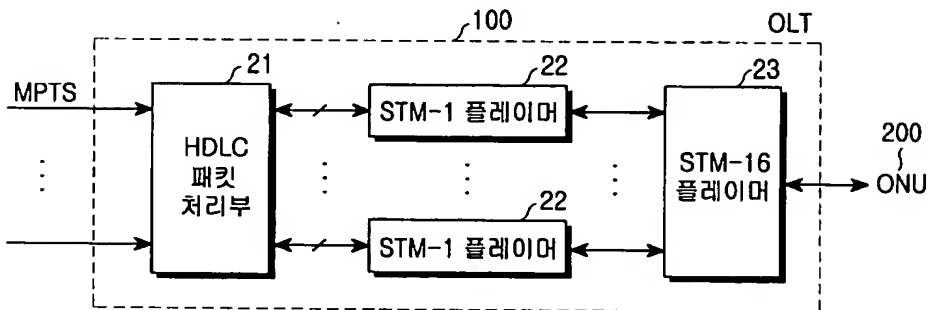 100
OLT
21
22
23
MPTS
STM-1 플레이머
HDLC
패킷
처리부
STM-16
플레이머
200
ONU
22
STM-1 플레이머